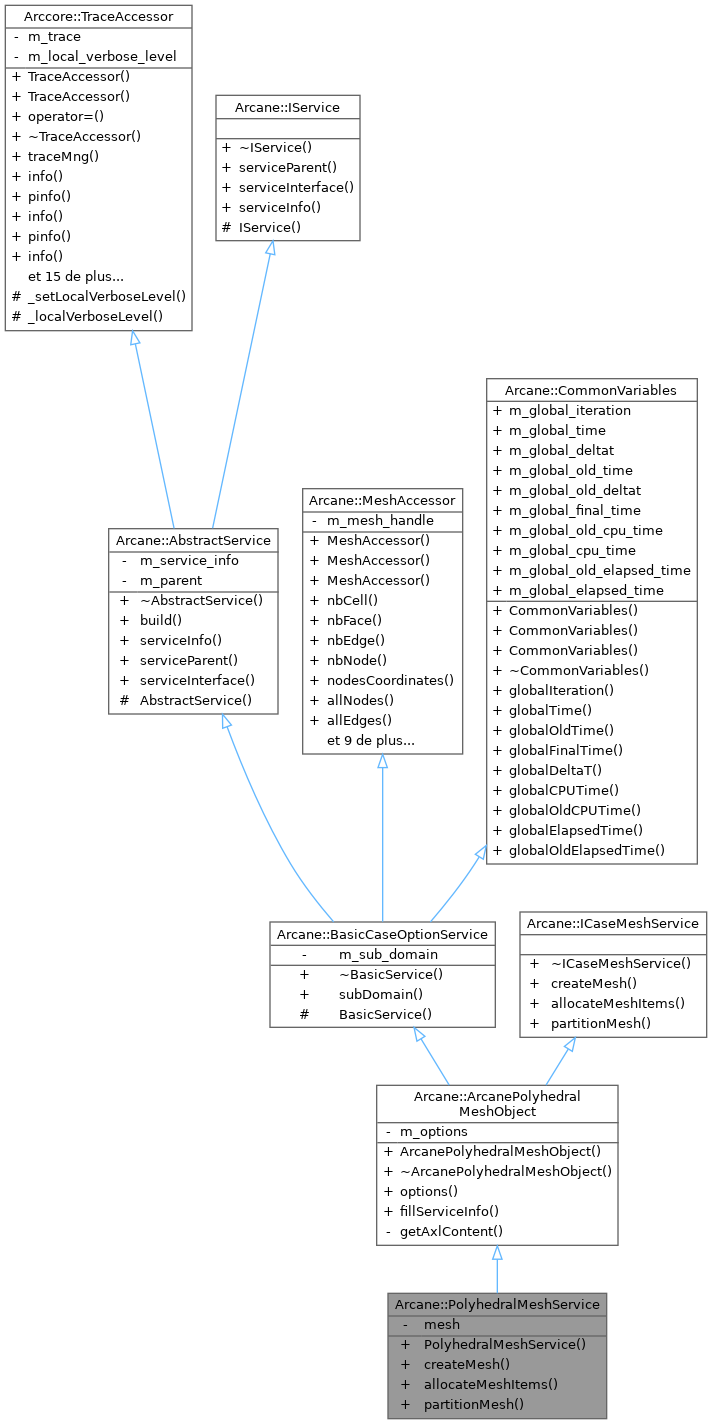 Arccore::TraceAccessor
- m_trace
- m_local_verbose_level
+ TraceAccessor()
+ TraceAccessor()
+ operator=()
+ ~TraceAccessor()
+ traceMng()
+ info()
+ pinfo()
+ info()
+ pinfo()
+ info()
et 15 de plus...
# _setLocalVerboseLevel()
# _localVerboseLevel()
Arcane::IService
+ ~IService()
+ serviceParent()
+ serviceInterface()
+ serviceInfo()
# IService()
Arcane::CommonVariables
+ m_global_iteration
+ m_global_time
+ m_global_deltat
+ m_global_old_time
+ m_global_old_deltat
+ m_global_final_time
+ m_global_old_cpu_time
+ m_global_cpu_time
+ m_global_old_elapsed_time
+ m_global_elapsed_time
+ CommonVariables()
+ CommonVariables()
+ CommonVariables()
+ ~CommonVariables()
+ globalIteration()
+ globalTime()
+ globalOldTime()
+ globalFinalTime()
+ globalDeltaT()
+ globalCPUTime()
+ globalOldCPUTime()
+ globalElapsedTime()
+ globalOldElapsedTime()
Arcane::MeshAccessor
- m_mesh_handle
+ MeshAccessor()
+ MeshAccessor()
+ MeshAccessor()
+ nbCell()
+ nbFace()
+ nbEdge()
+ nbNode()
+ nodesCoordinates()
+ allNodes()
+ allEdges()
et 9 de plus...
Arcane::AbstractService
- m_service_info
- m_parent
+ ~AbstractService()
+ build()
+ serviceInfo()
+ serviceParent()
+ serviceInterface()
# AbstractService()
Arcane::BasicCaseOptionService
- m_sub_domain
+ ~BasicService()
+ subDomain()
# BasicService()
Arcane::ICaseMeshService
+ ~ICaseMeshService()
+ createMesh()
+ allocateMeshItems()
+ partitionMesh()
Arcane::ArcanePolyhedral
MeshObject
- m_options
+ ArcanePolyhedralMeshObject()
+ ~ArcanePolyhedralMeshObject()
+ options()
+ fillServiceInfo()
- getAxlContent()
Arcane::PolyhedralMeshService
- mesh
+ PolyhedralMeshService()
+ createMesh()
+ allocateMeshItems()
+ partitionMesh()